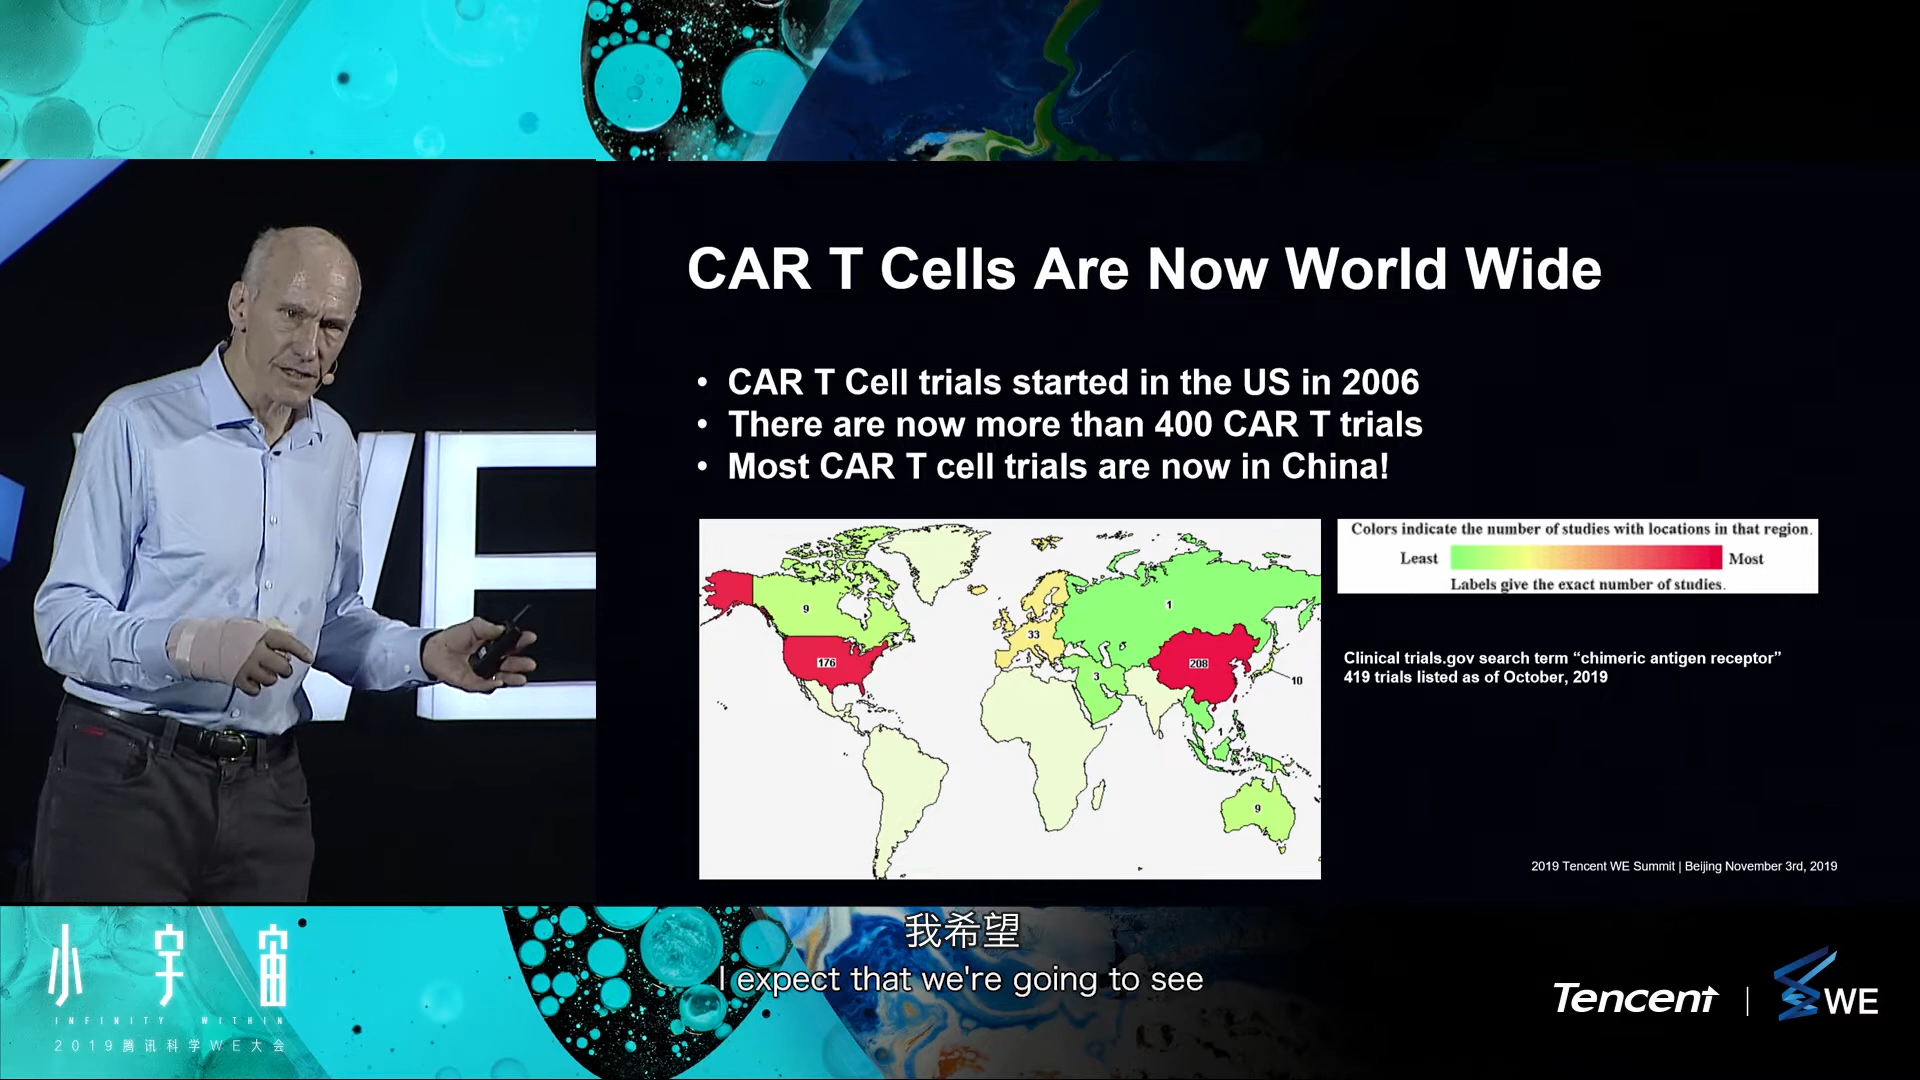 CAR T Cells Are Now World Wide
• CAR T Cell trials started in the US in 2006
• There are now more than 400 CAR T trials
• Most CAR T cell trials are now in China!
Colors indicate the number of studies with locations in that region.
Least Most
Labels give the exact number of studies.
9
1
33
176
208
3
10
1
9
Clinical trials.gov search term “chimeric antigen receptor”
419 trials listed as of October, 2019
2019 Tencent WE Summit | Beijing November 3rd, 2019
WE
小宇宙
INFINITY WITHIN
2019腾讯科学WE大会
我希望
I expect that we're going to see
Tencent | WE